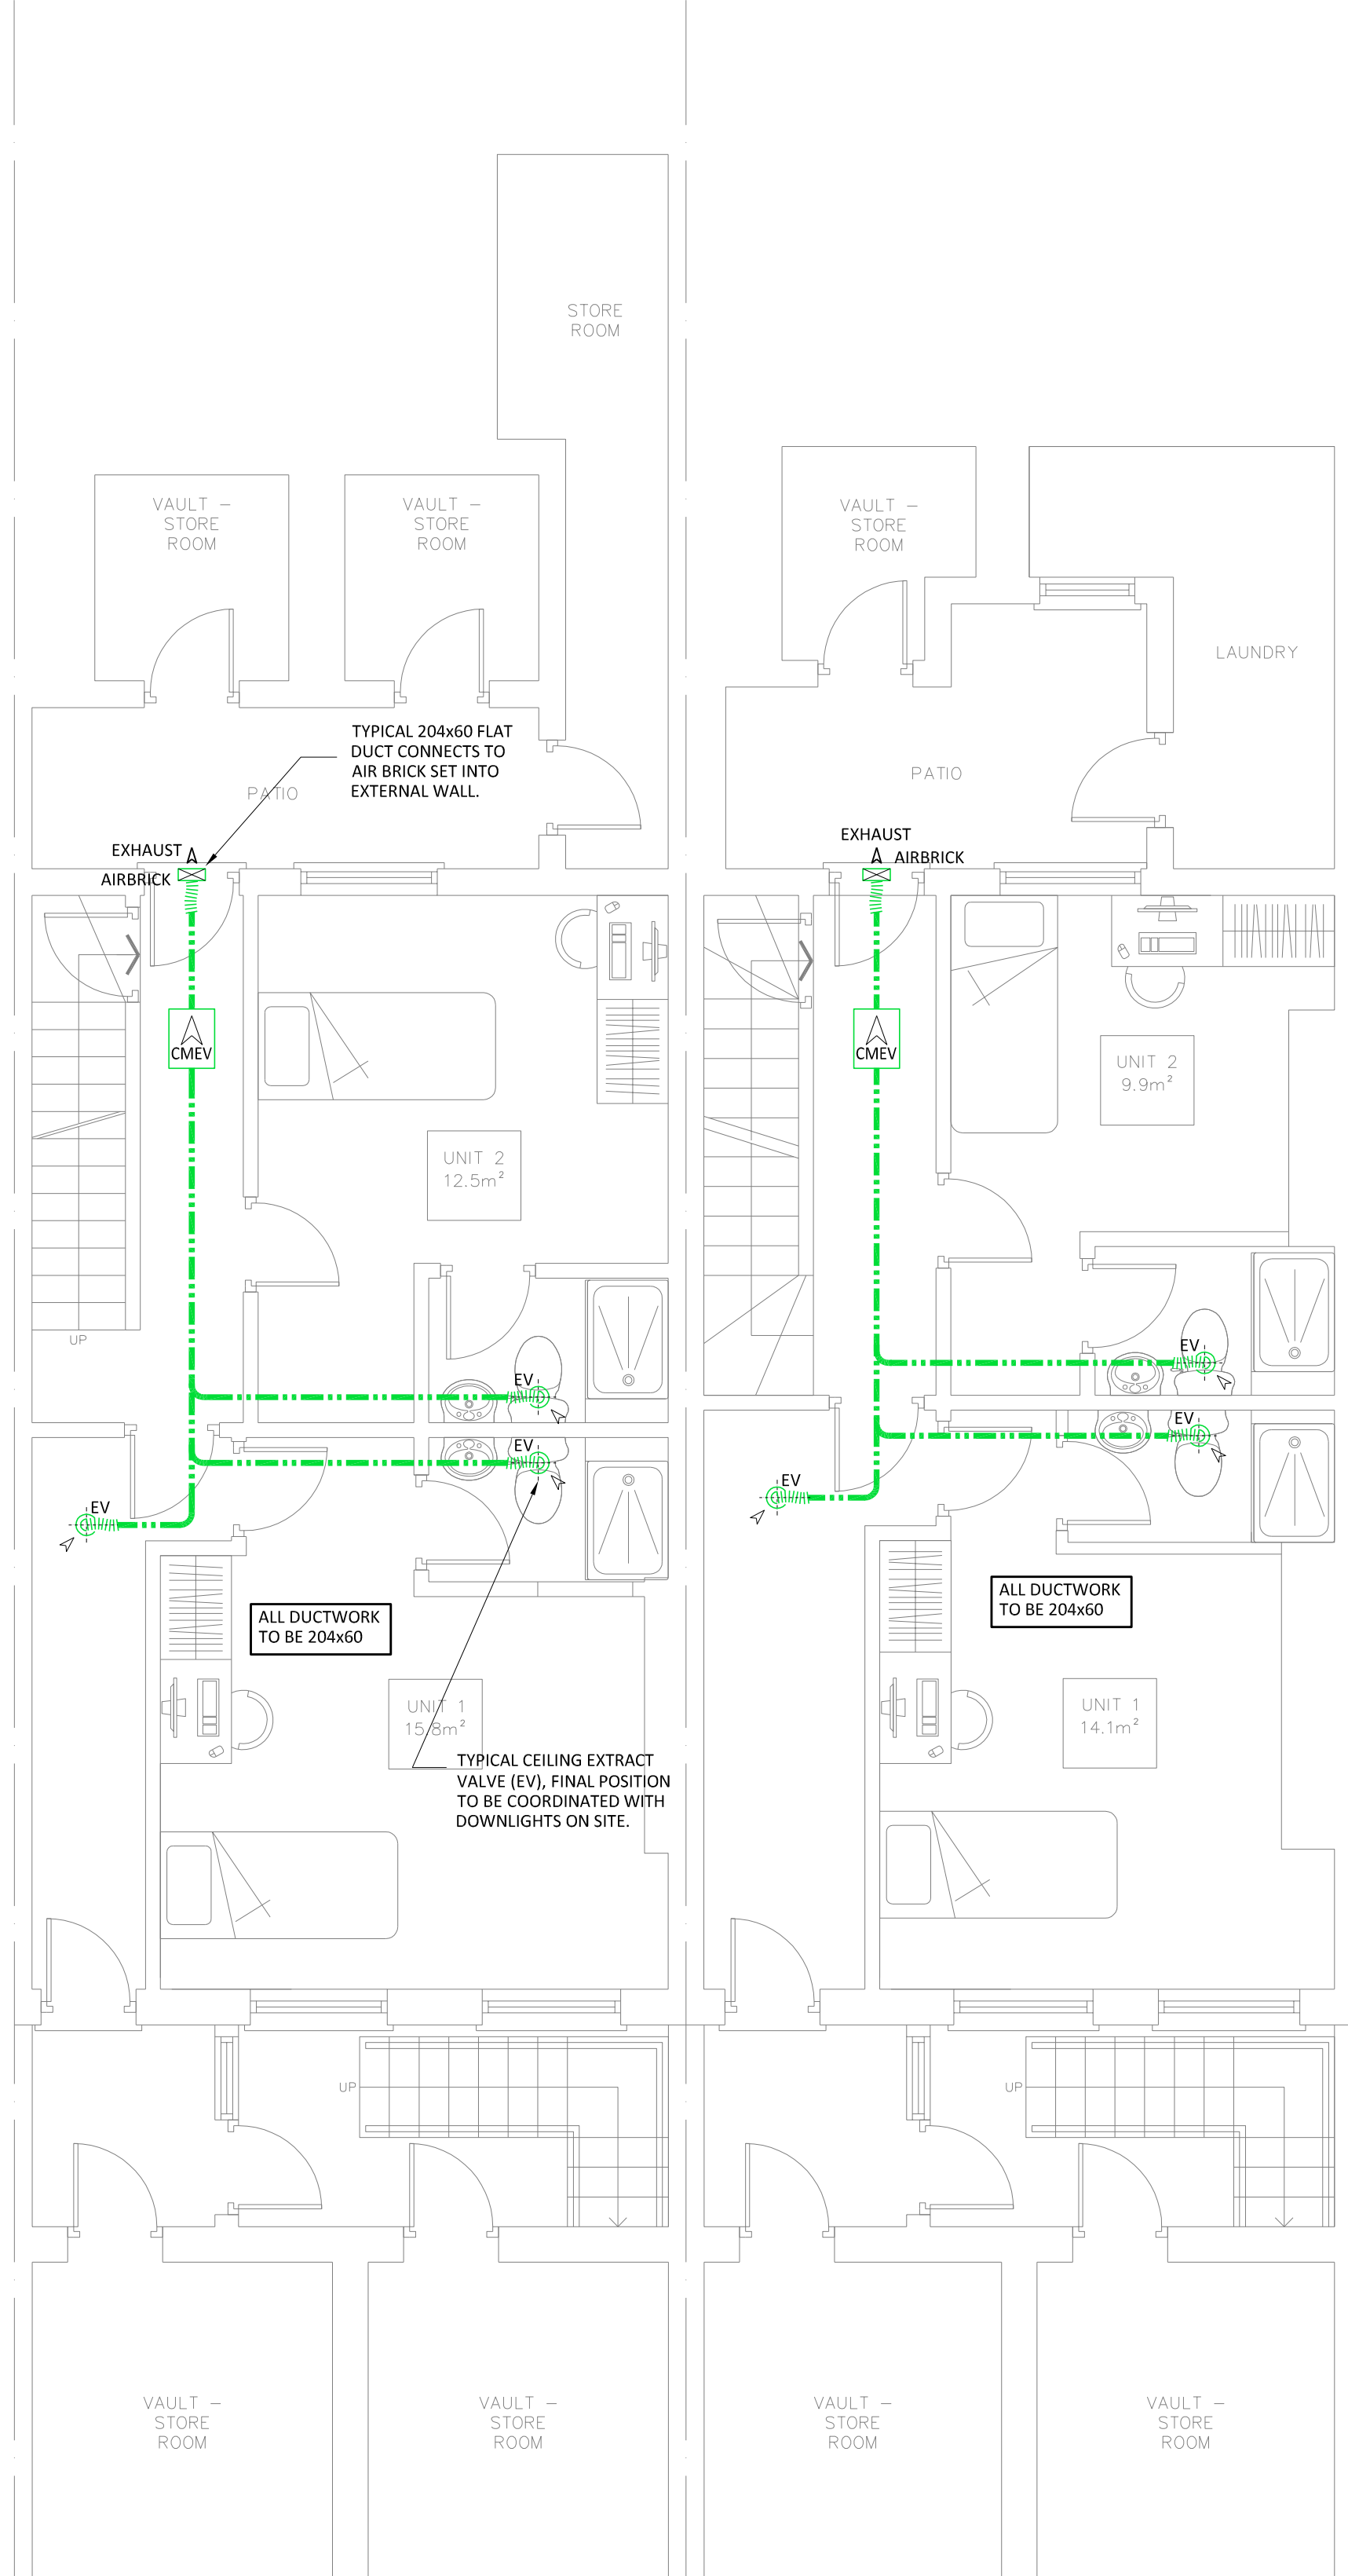 STORE
ROOM
VAULT –
STORE
ROOM
VAULT –
STORE
ROOM
VAULT –
STORE
ROOM
LAUNDRY
TYPICAL 204x60 FLAT
DUCT CONNECTS TO
AIR BRICK SET INTO
EXTERNAL WALL.
PATIO
PATIO
EXHAUST
AIRBRICK
EXHAUST
AIRBRICK
CMEV
CMEV
UNIT 2
12.5m²
UNIT 2
9.9m²
UP
EV
EV
EV
EV
EV
EV
ALL DUCTWORK
TO BE 204x60
ALL DUCTWORK
TO BE 204x60
UNIT 1
15.8m²
UNIT 1
14.1m²
TYPICAL CEILING EXTRACT
VALVE (EV), FINAL POSITION
TO BE COORDINATED WITH
DOWNLIGHTS ON SITE.
UP
UP
VAULT –
STORE
ROOM
VAULT –
STORE
ROOM
VAULT –
STORE
ROOM
VAULT –
STORE
ROOM